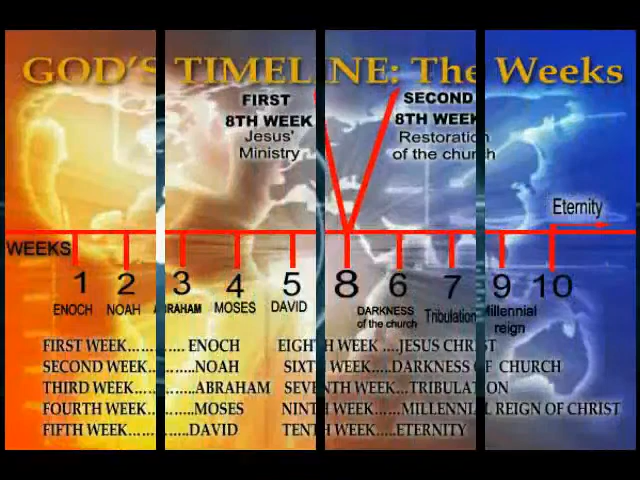 GOD'S TIMELINE: The Weeks
FIRST
8TH WEEK
Jesus'
Ministry
SECOND
8TH WEEK
Restoration
of the church
Eternity
WEEKS
1 2 3 4 5 8 6 7 9 10
ENOCH NOAH ABRAHAM MOSES DAVID DARKNESS of the church Tribulation Millennial reign
FIRST WEEK............ ENOCH
SECOND WEEK.........NOAH
THIRD WEEK...........ABRAHAM
FOURTH WEEK........MOSES
FIFTH WEEK............DAVID
EIGHTH WEEK ....JESUS CHRIST
SIXTH WEEK......DARKNESS OF CHURCH
SEVENTH WEEK...TRIBULATION
NINTH WEEK......MILLENNIAL REIGN OF CHRIST
TENTH WEEK.....ETERNITY